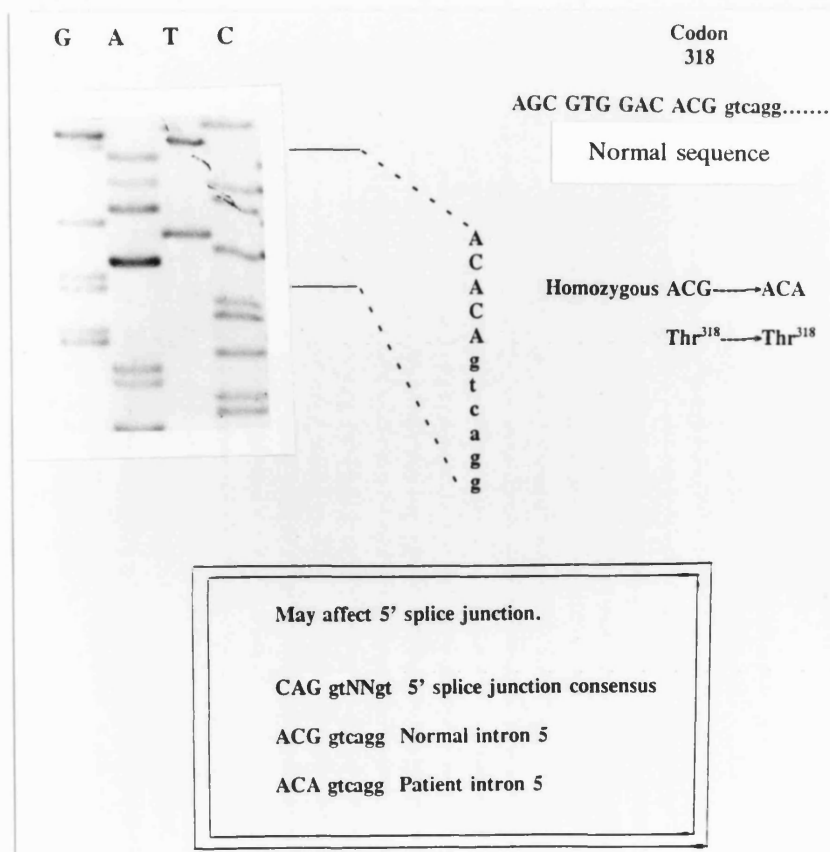 G A T C
Codon
318
AGC GTG GAC ACG gtcagg.......
Normal sequence
A
C
A
C
A
g
t
c
a
g
g
Homozygous ACG----→ACA
Thr³¹⁸----→Thr³¹⁸
May affect 5' splice junction.
CAG gtNNgt 5' splice junction consensus
ACG gtcagg Normal intron 5
ACA gtcagg Patient intron 5